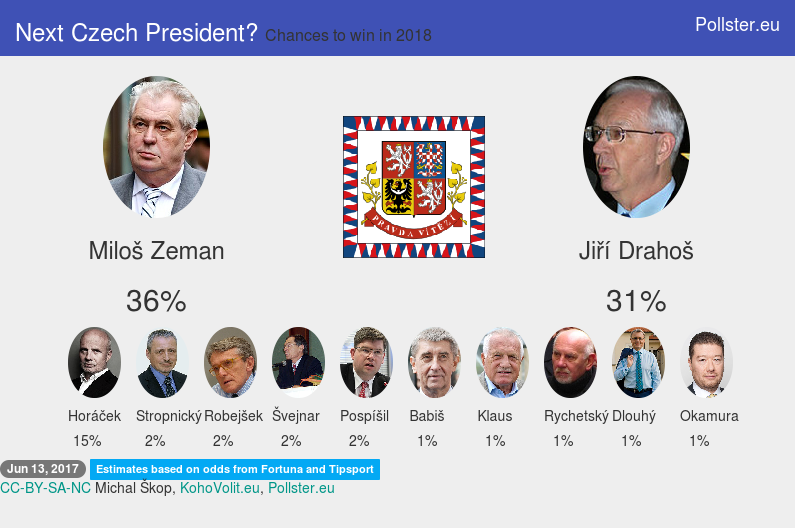 Next Czech President? Chances to win in 2018
Pollster.eu
PRAVDA VÍTĚZÍ
Miloš Zeman
Jiří Drahoš
36%
31%
Horáček Stropnický Robejšek Švejnar Pospíšil Babiš Klaus Rychetský Dlouhý Okamura
15% 2% 2% 2% 2% 1% 1% 1% 1% 1%
Jun 13, 2017 Estimates based on odds from Fortuna and Tipsport
CC-BY-SA-NC Michal Škop, KohoVolit.eu, Pollster.eu